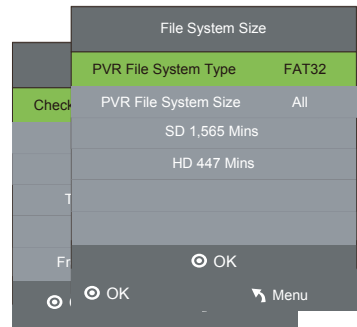 File System Size
PVR File System Type FAT32
Check
PVR File System Size All
SD 1,565 Mins
HD 447 Mins
T
Fr
OK
OK Menu